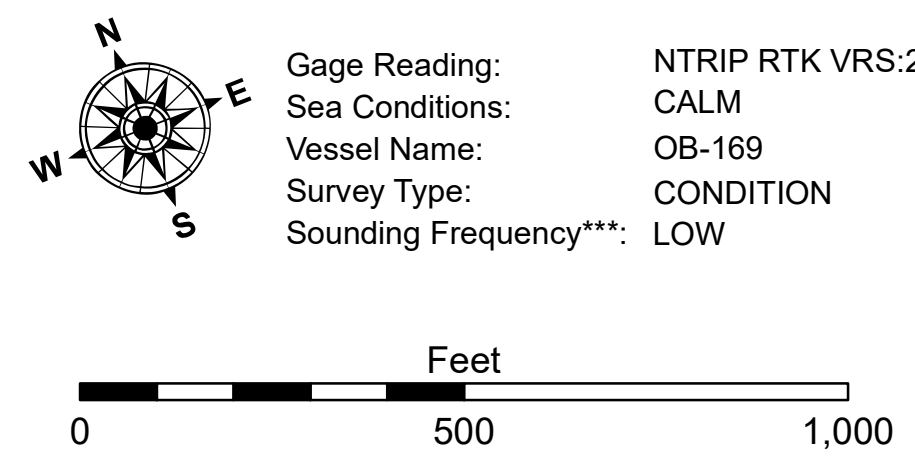 N
E
W
S
Gage Reading: NTRIP RTK VRS:2
Sea Conditions: CALM
Vessel Name: OB-169
Survey Type: CONDITION
Sounding Frequency***: LOW
Feet
0 500 1,000